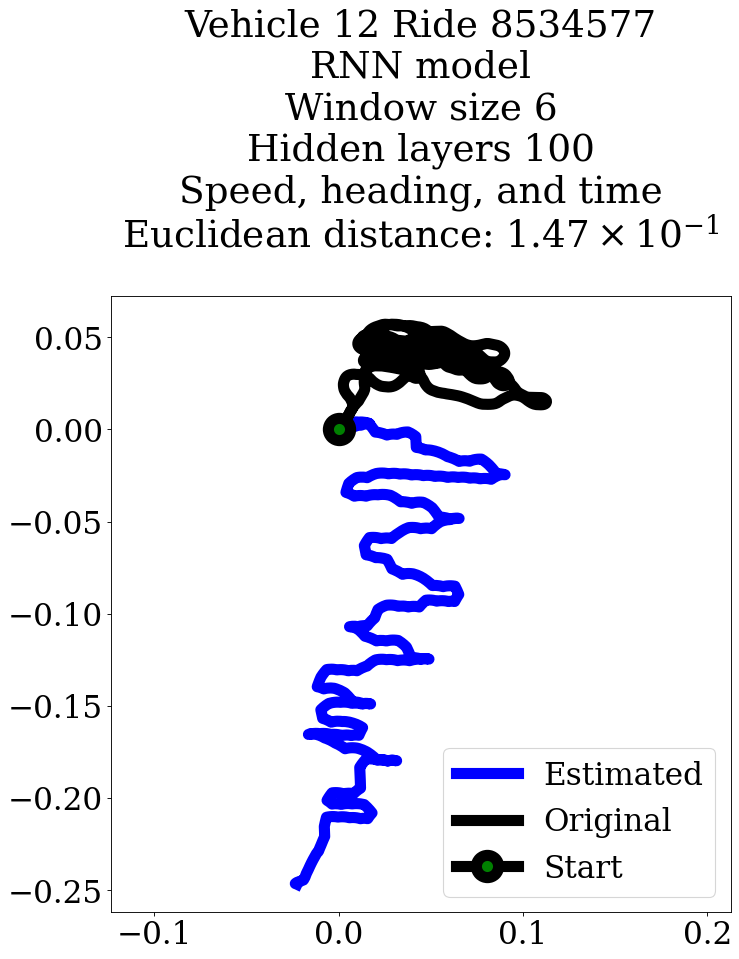 Vehicle 12 Ride 8534577
RNN model
Window size 6
Hidden layers 100
Speed, heading, and time
Euclidean distance: 1.47 × 10⁻¹
0.05
0.00
−0.05
−0.10
−0.15
−0.20
−0.25
Estimated
Original
Start
−0.1
0.0
0.1
0.2